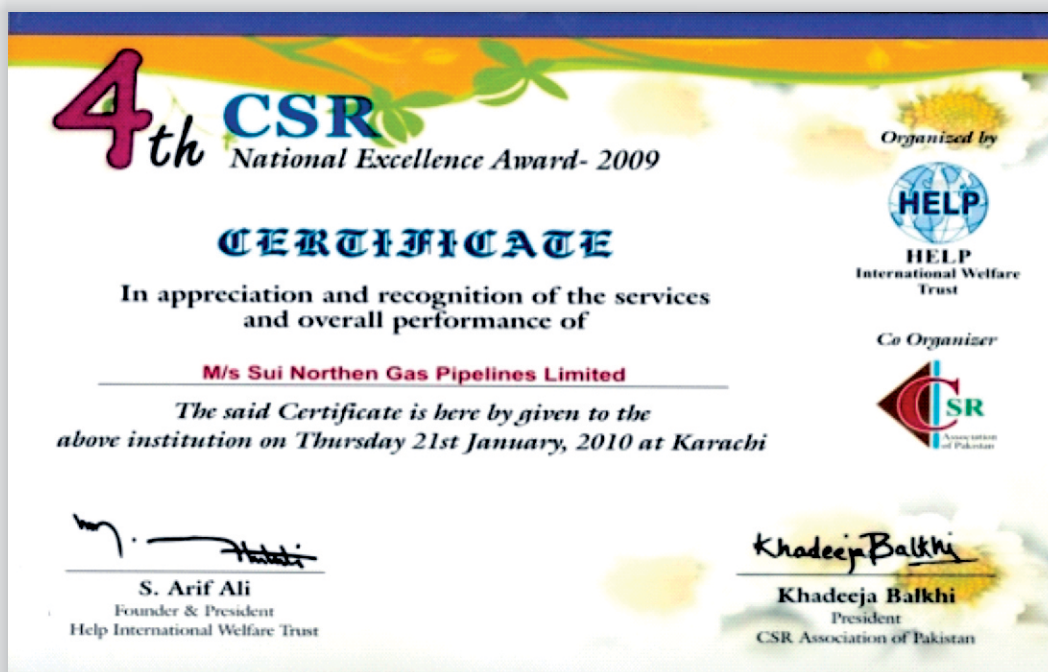 4th CSR
National Excellence Award- 2009
CERTIFICATE
In appreciation and recognition of the services
and overall performance of
M/s Sui Northen Gas Pipelines Limited
The said Certificate is here by given to the
above institution on Thursday 21st January, 2010 at Karachi
S. Arif Ali
Founder & President
Help International Welfare Trust
Organized by
HELP
HELP
International Welfare
Trust
Co Organizer
CSR
Association
of Pakistan
Khadeeja Balkhi
Khadeeja Balkhi
President
CSR Association of Pakistan